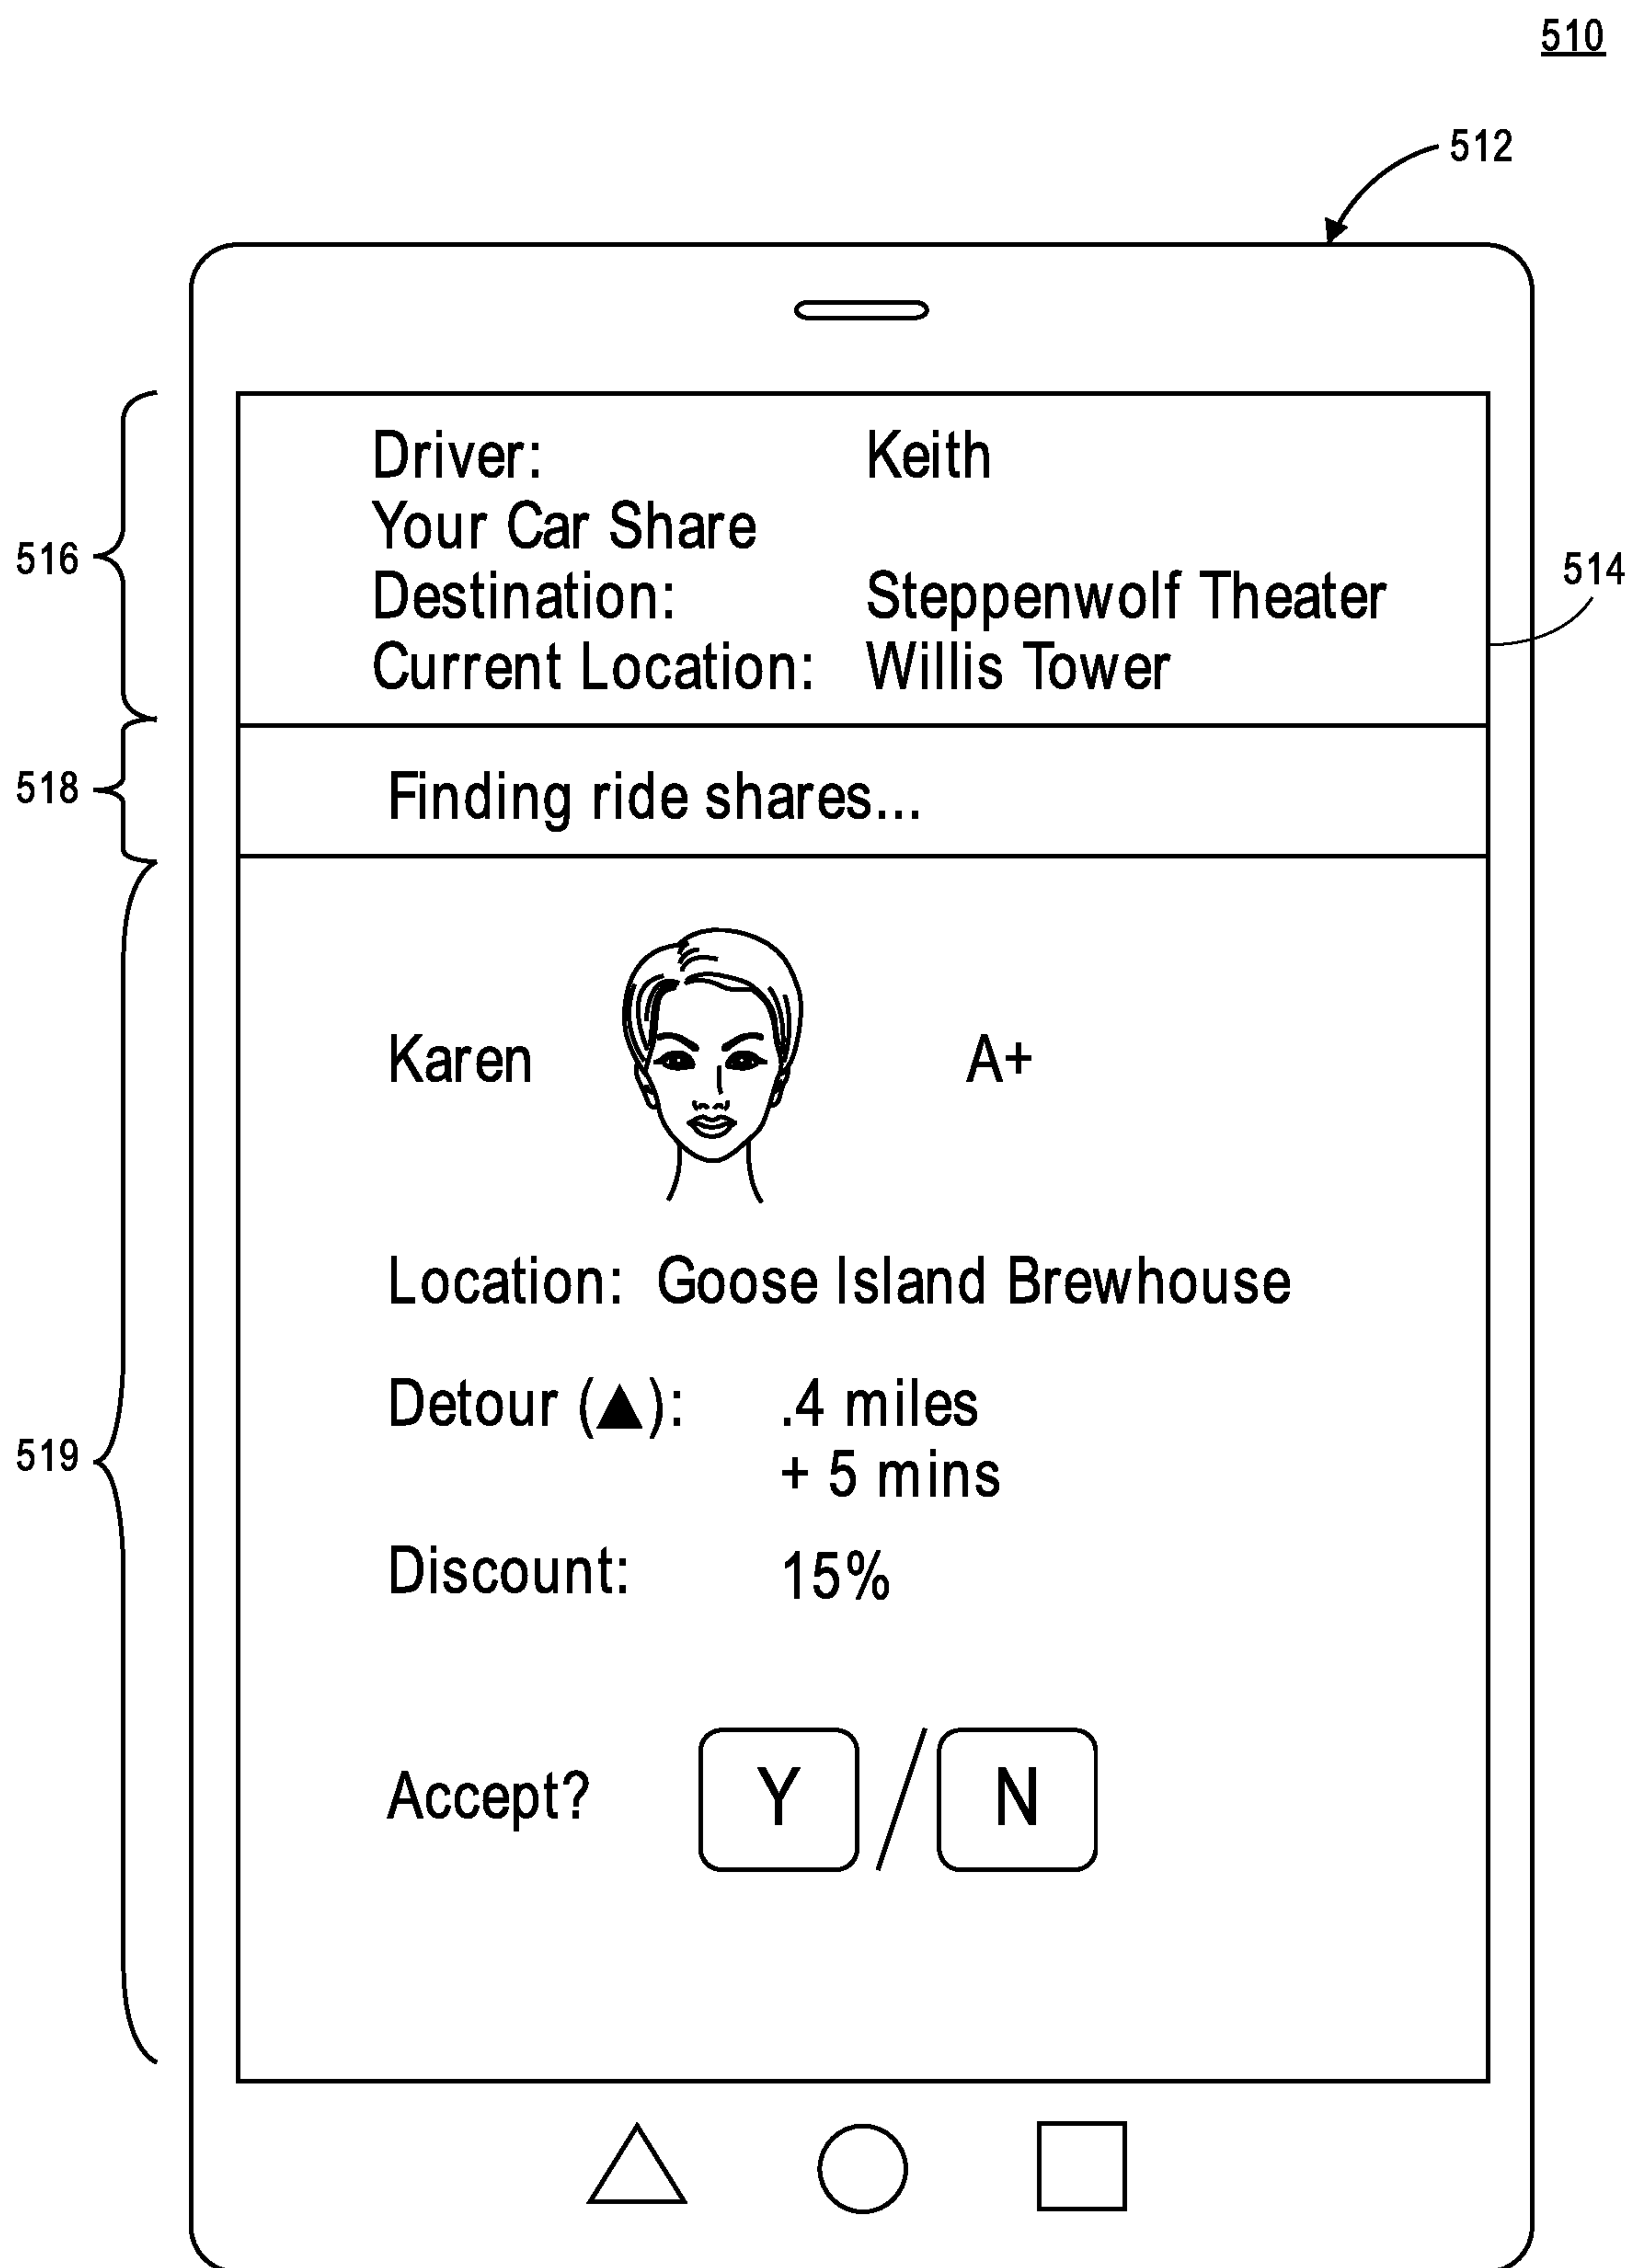 510
512
Driver: Keith
Your Car Share
516
514
Destination: Steppenwolf Theater
Current Location: Willis Tower
518
Finding ride shares...
Karen A+
Location: Goose Island Brewhouse
Detour (▲): .4 miles
+ 5 mins
519
Discount: 15%
Accept? Y / N